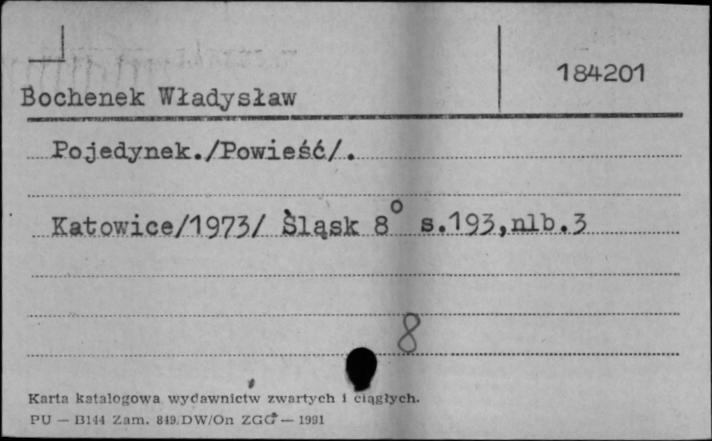 184201
Bochenek Władysław
Pojedynek./Powieść/.
Katowice/1973/ Śląsk 8° s.193,nlb.3
8
Karta katalogowa wydawnictw zwartych i ciągłych.
PU — B144 Zam. 849 DW/On ZGG — 1991